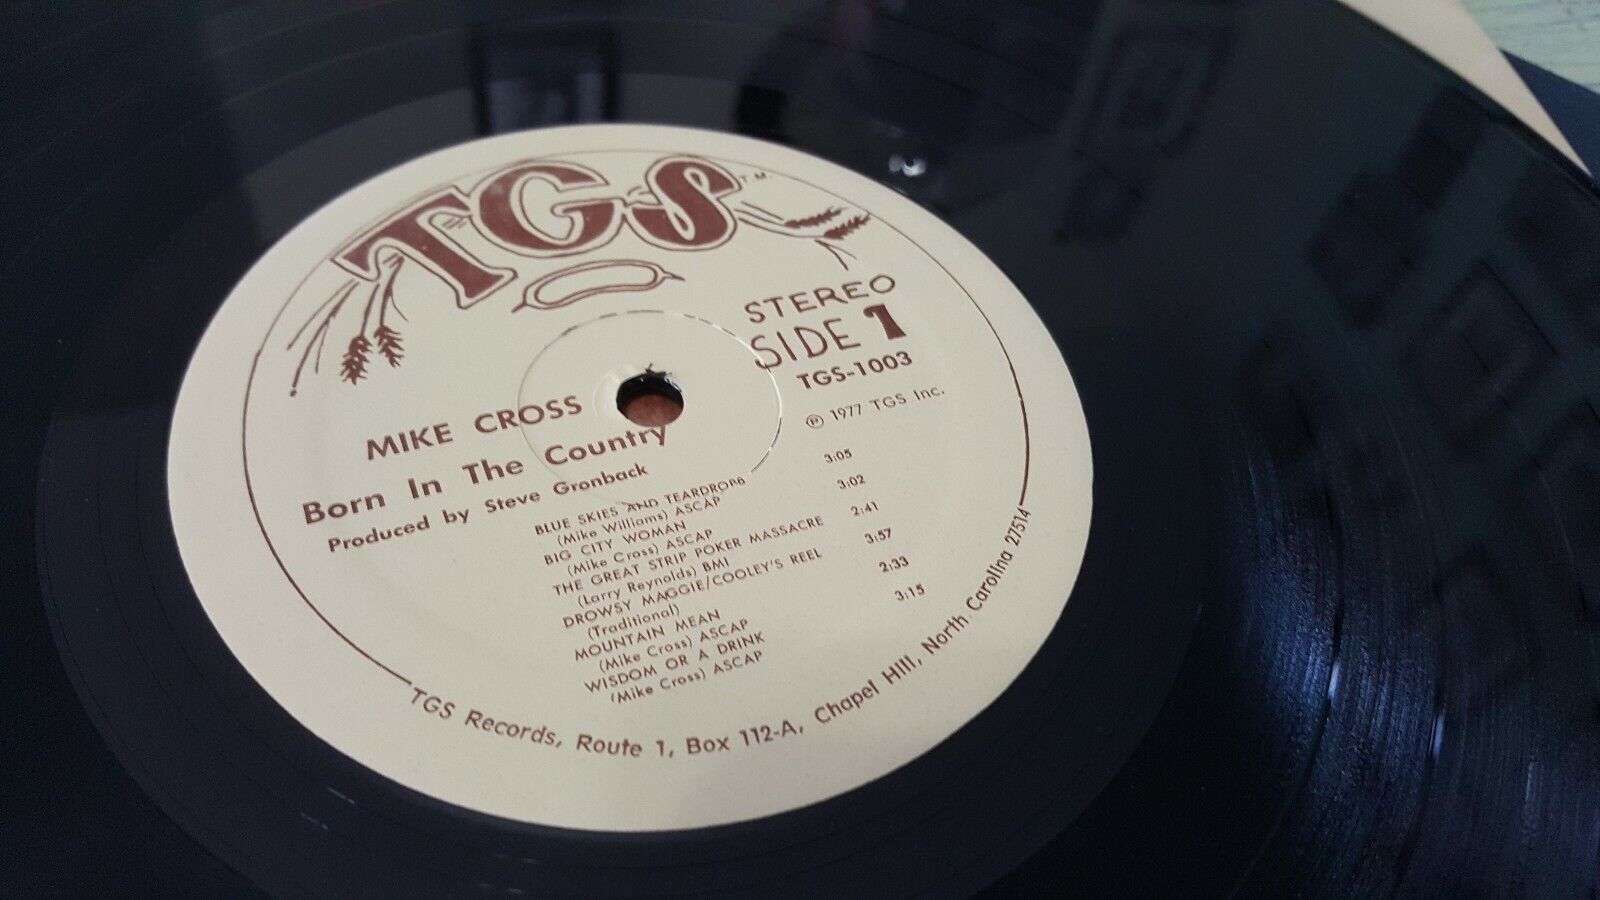 TGS T.M.
STEREO
SIDE 1
TGS-1003
℗ 1977 TGS Inc.
MIKE CROSS
Born In The Country
Produced by Steve Gronback
BLUE SKIES AND TEARDROPS 3:05
(Mike Williams) ASCAP
BIG CITY WOMAN 3:02
(Mike Cross) ASCAP
THE GREAT STRIP POKER MASSACRE 2:41
(Larry Reynolds) BMI
DROWSY MAGGIE/COOLEY'S REEL 3:57
(Traditional)
MOUNTAIN MEAN 2:33
(Mike Cross) ASCAP
WISDOM OR A DRINK 3:15
(Mike Cross) ASCAP
TGS Records, Route 1, Box 112-A, Chapel Hill, North Carolina 27514